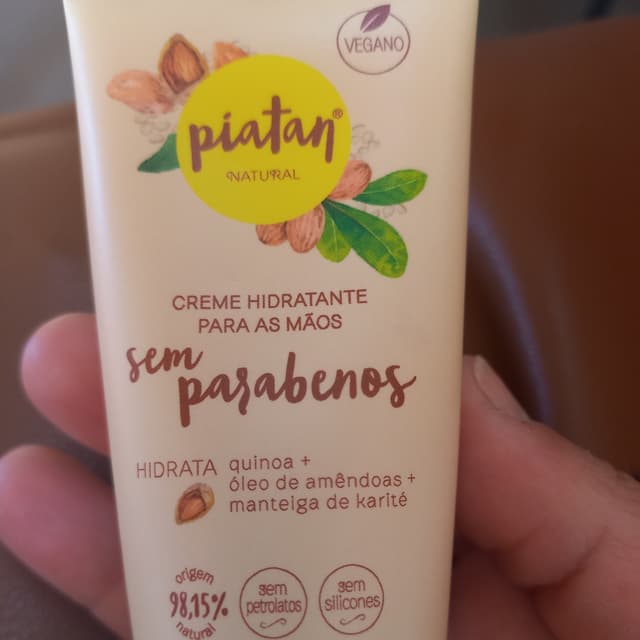 VEGANO
piatan®
NATURAL
CREME HIDRATANTE
PARA AS MÃOS
sem
parabenos
HIDRATA
quinoa +
óleo de amêndoas +
manteiga de karité
origem
98,15%
natural
sem
petrolatos
sem
silicones